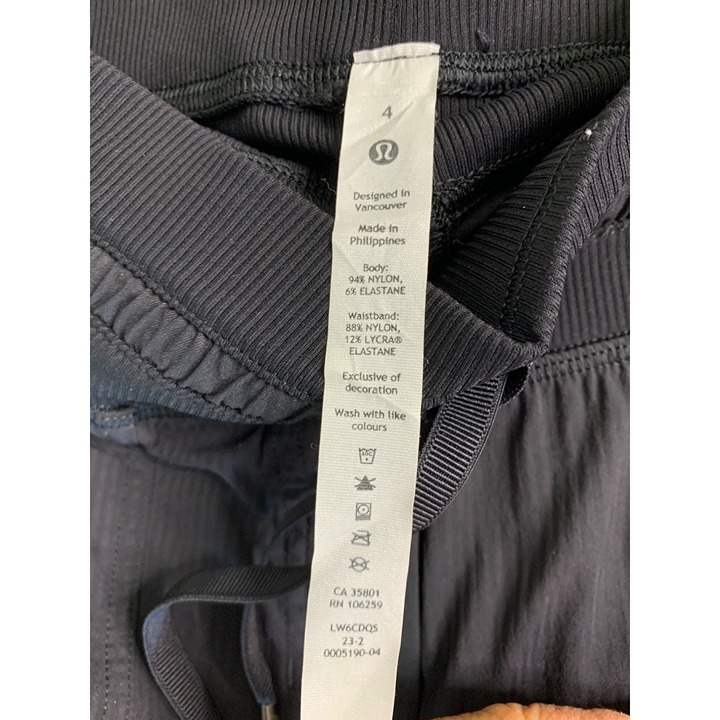 4
Designed in
Vancouver
Made in
Philippines
Body:
94% NYLON,
6% ELASTANE
Waistband:
88% NYLON,
12% LYCRA®
ELASTANE
Exclusive of
decoration
Wash with like
colours
30C
CA 35801
RN 106259
LW6CDQS
23-2
0005190-04